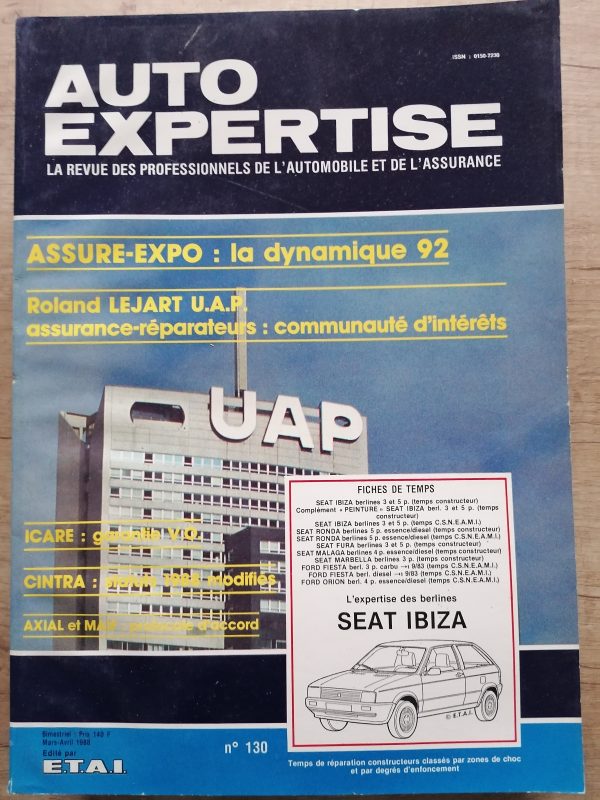 ISSN : 0150-7230
AUTO
EXPERTISE
LA REVUE DES PROFESSIONNELS DE L'AUTOMOBILE ET DE L'ASSURANCE
ASSURE-EXPO : la dynamique 92
Roland LEJART U.A.P.
assurance-réparateurs : communauté d'intérêts
UAP
ICARE : garantie V.O.
CINTRA : statuts 1988 modifiés
AXIAL et MAIF : protocole d'accord
FICHES DE TEMPS
SEAT IBIZA berlines 3 et 5 p. (temps constructeur)
Complément « PEINTURE » SEAT IBIZA berl. 3 et 5 p. (temps
constructeur)
SEAT IBIZA berlines 3 et 5 p. (temps C.S.N.E.A.M.I.)
SEAT RONDA berlines 5 p. essence/diesel (temps constructeur)
SEAT RONDA berlines 5 p. essence/diesel (temps C.S.N.E.A.M.I.)
SEAT FURA berlines 3 et 5 p. (temps constructeur)
SEAT MALAGA berlines 4 p. essence/diesel (temps C.S.N.E.A.M.I.)
SEAT MARBELLA berlines 3 p. (temps constructeur)
FORD FIESTA berl. 3 p. carbu →ı 9/83 (temps C.S.N.E.A.M.I.)
FORD FIESTA berl. diesel →ı 9/83 (temps C.S.N.E.A.M.I.)
FORD ORION berl. 4 p. essence/diesel (temps C.S.N.E.A.M.I.)
L'expertise des berlines
SEAT IBIZA
© E.T.A.I.
Bimestriel : Prix 140 F
Mars-Avril 1988
Edité par
E.T.A.I.
n° 130
Temps de réparation constructeurs classés par zones de choc
et par degrés d'enfoncement